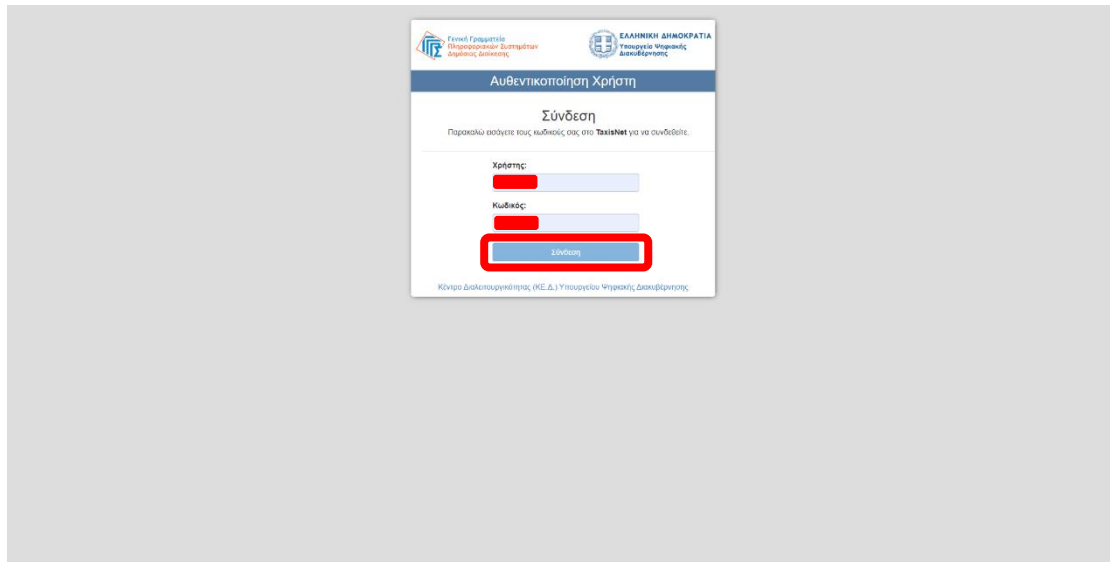 Γενική Γραμματεία
Πληροφοριακών Συστημάτων
Δημόσιας Διοίκησης
ΕΛΛΗΝΙΚΗ ΔΗΜΟΚΡΑΤΙΑ
Υπουργείο Ψηφιακής
Διακυβέρνησης
Αυθεντικοποίηση Χρήστη
Σύνδεση
Παρακαλώ εισάγετε τους κωδικούς σας στο TaxisNet για να συνδεθείτε.
Χρήστης:
Κωδικός:
Σύνδεση
Κέντρο Διαλειτουργικότητας (ΚΕ.Δ.) Υπουργείου Ψηφιακής Διακυβέρνησης